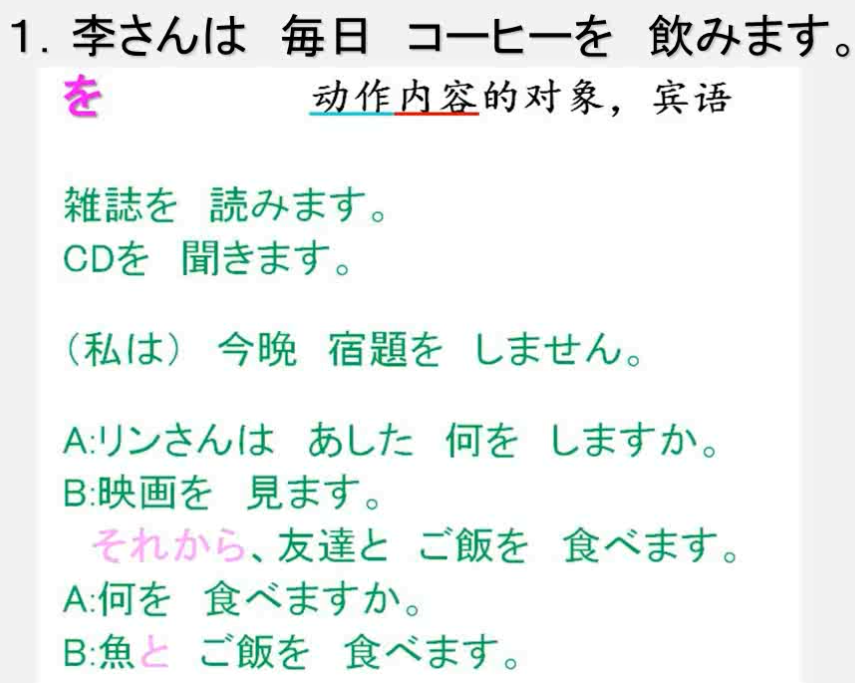 1. 李さんは 毎日 コーヒーを 飲みます。
を 动作内容的对象，宾语
雑誌を 読みます。
CDを 聞きます。
（私は） 今晩 宿題を しません。
A:リンさんは あした 何を しますか。
B:映画を 見ます。
それから、友達と ご飯を 食べます。
A:何を 食べますか。
B:魚と ご飯を 食べます。